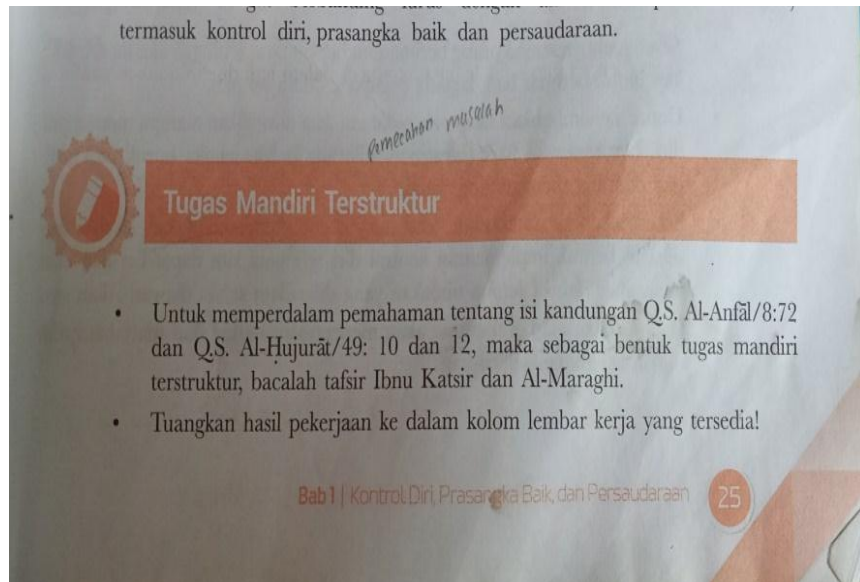 termasuk kontrol diri, prasangka baik dan persaudaraan.
Pemecahan masalah
Tugas Mandiri Terstruktur
• Untuk memperdalam pemahaman tentang isi kandungan Q.S. Al-Anfāl/8:72
dan Q.S. Al-Ḥujurāt/49: 10 dan 12, maka sebagai bentuk tugas mandiri
terstruktur, bacalah tafsir Ibnu Katsir dan Al-Maraghi.
• Tuangkan hasil pekerjaan ke dalam kolom lembar kerja yang tersedia!
Bab 1 | Kontrol Diri, Prasangka Baik, dan Persaudaraan 25